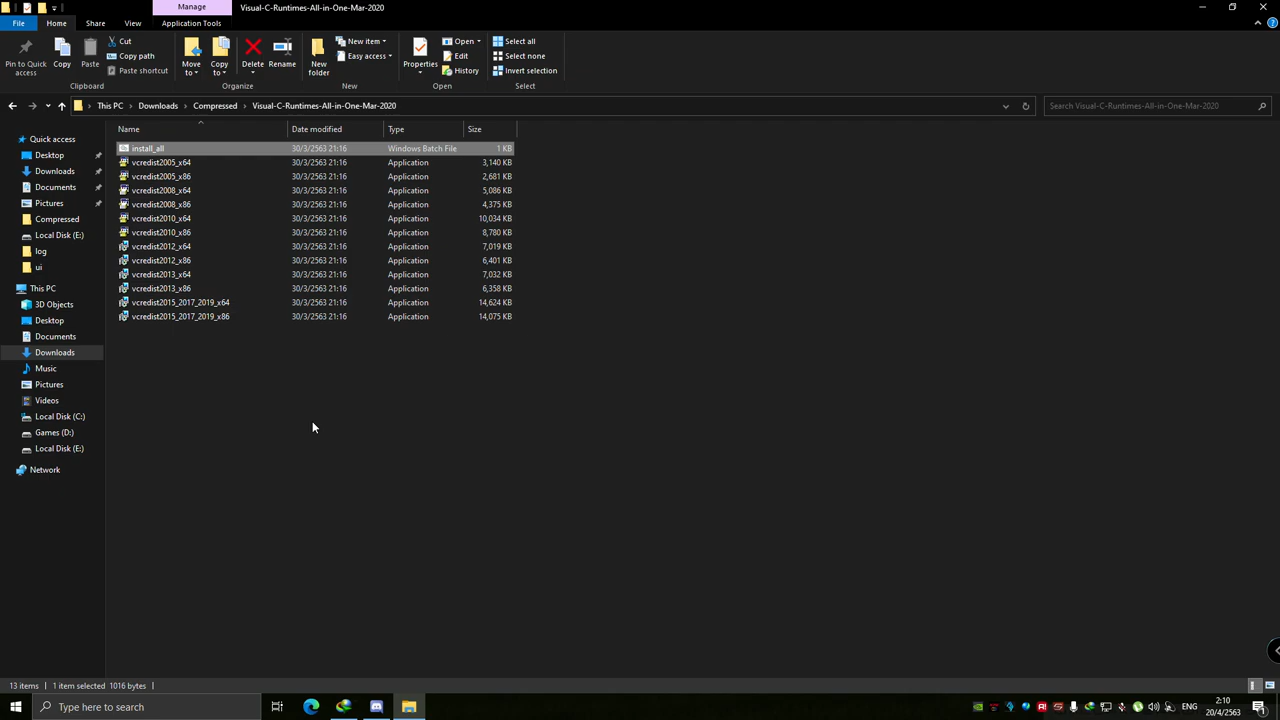 Manage
Visual-C-Runtimes-All-in-One-Mar-2020
File
Home
Share
View
Application Tools
Pin to Quick access
Copy
Paste
Cut
Copy path
Paste shortcut
Clipboard
Move to
Copy to
Delete
Rename
Organize
New folder
New item
Easy access
New
Properties
Open
Edit
History
Open
Select all
Select none
Invert selection
Select
This PC
Downloads
Compressed
Visual-C-Runtimes-All-in-One-Mar-2020
Search Visual-C-Runtimes-All-in-One-Mar-2020
Quick access
Desktop
Downloads
Documents
Pictures
Compressed
Local Disk (E:)
log
ui
This PC
3D Objects
Desktop
Documents
Downloads
Music
Pictures
Videos
Local Disk (C:)
Games (D:)
Local Disk (E:)
Network
Name Date modified Type Size
install_all 30/3/2563 21:16 Windows Batch File 1 KB
vcredist2005_x64 30/3/2563 21:16 Application 3,140 KB
vcredist2005_x86 30/3/2563 21:16 Application 2,681 KB
vcredist2008_x64 30/3/2563 21:16 Application 5,086 KB
vcredist2008_x86 30/3/2563 21:16 Application 4,375 KB
vcredist2010_x64 30/3/2563 21:16 Application 10,034 KB
vcredist2010_x86 30/3/2563 21:16 Application 8,780 KB
vcredist2012_x64 30/3/2563 21:16 Application 7,019 KB
vcredist2012_x86 30/3/2563 21:16 Application 6,401 KB
vcredist2013_x64 30/3/2563 21:16 Application 7,032 KB
vcredist2013_x86 30/3/2563 21:16 Application 6,358 KB
vcredist2015_2017_2019_x64 30/3/2563 21:16 Application 14,624 KB
vcredist2015_2017_2019_x86 30/3/2563 21:16 Application 14,075 KB
13 items
1 item selected 1016 bytes
Type here to search
ENG
2:10
20/4/2563